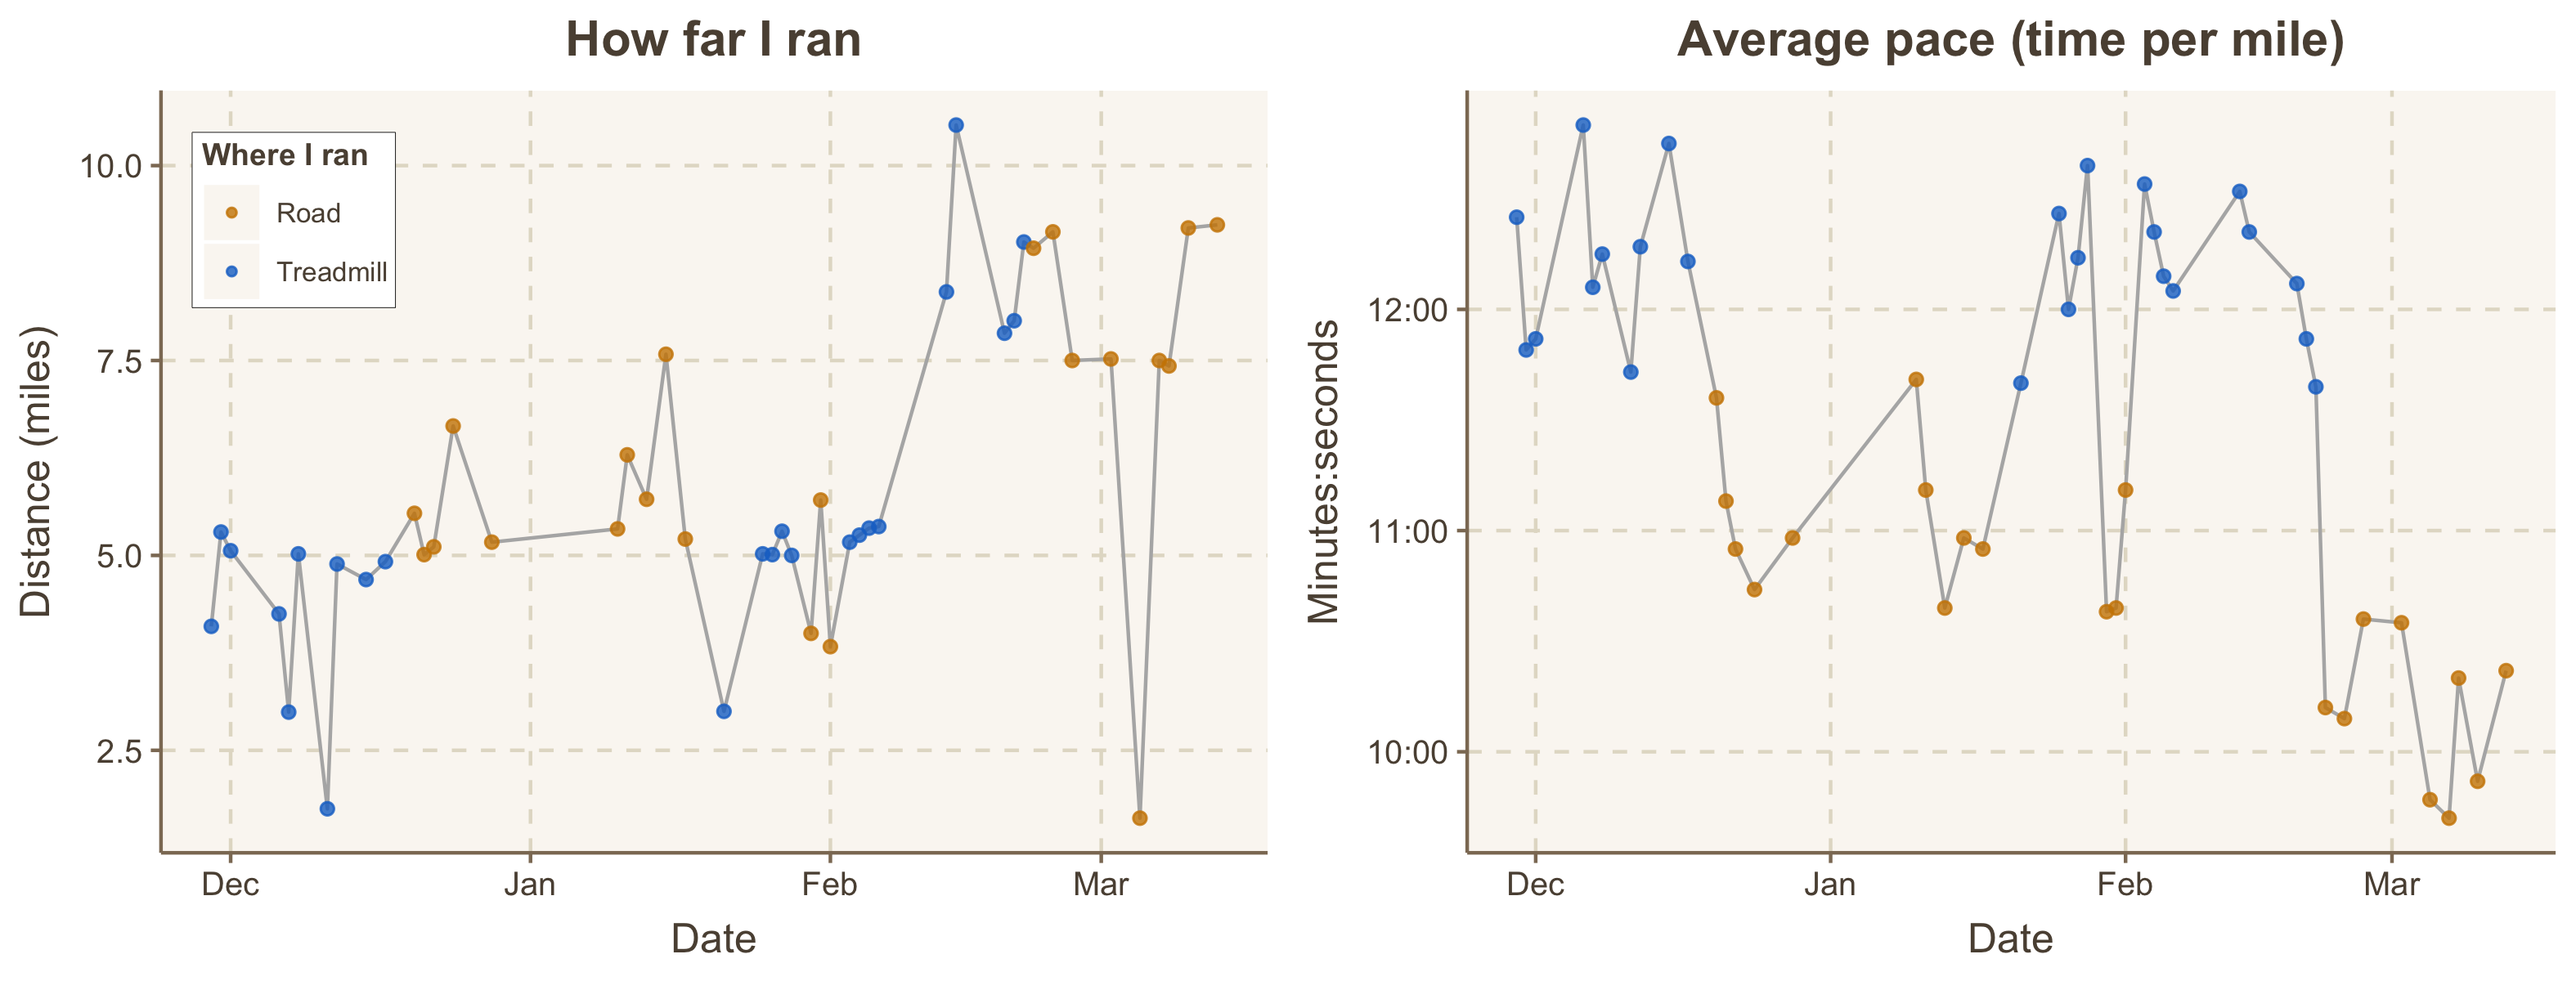 How far I ran
Distance (miles)
10.0
7.5
5.0
2.5
Where I ran
Road
Treadmill
Dec
Jan
Feb
Mar
Date
Average pace (time per mile)
Minutes:seconds
12:00
11:00
10:00
Dec
Jan
Feb
Mar
Date